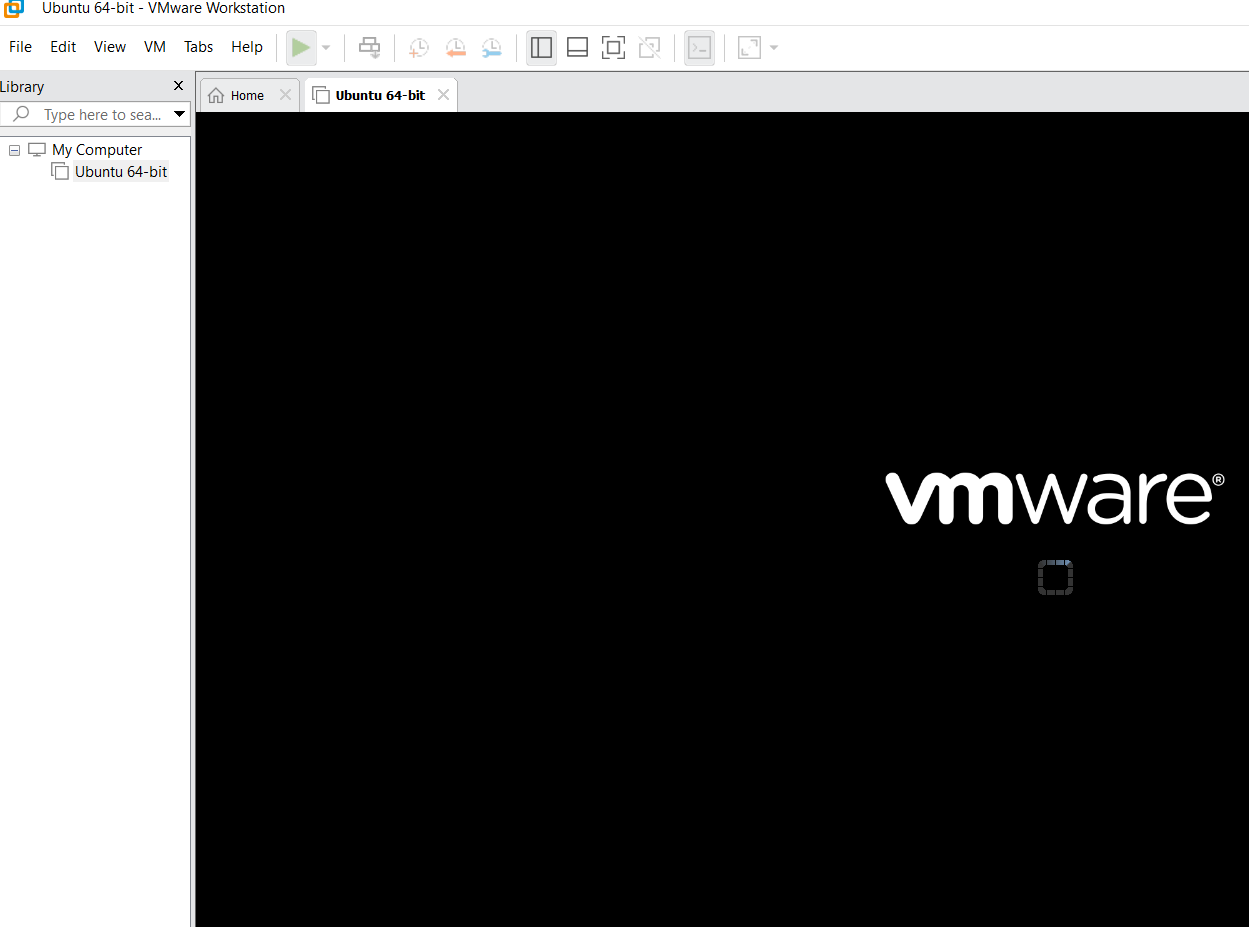 Ubuntu 64-bit - VMware Workstation
File Edit View VM Tabs Help
Library
Type here to sea...
My Computer
Ubuntu 64-bit
Home
Ubuntu 64-bit
vmware®